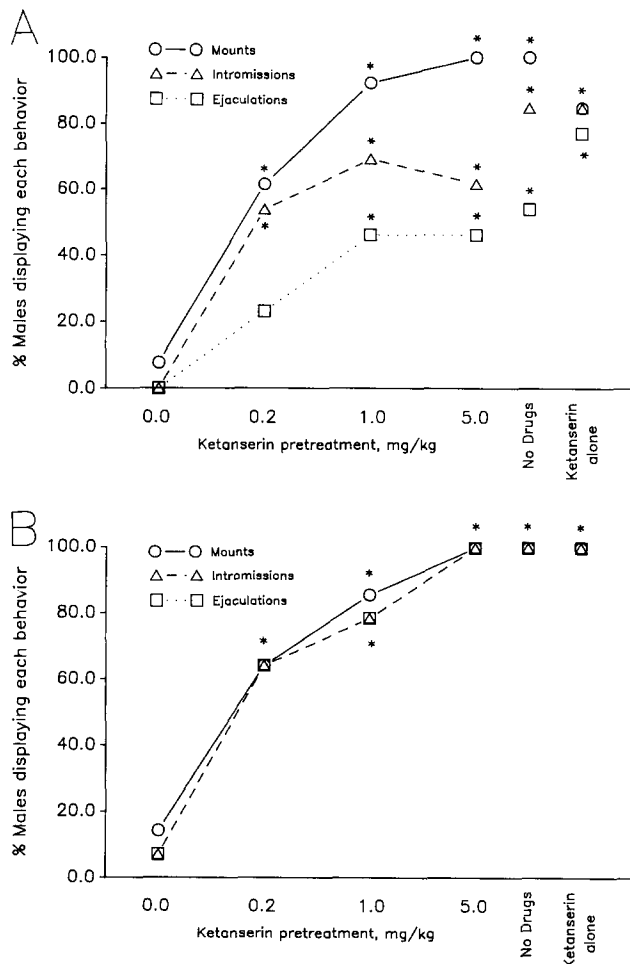 A
% Males displaying each behavior
100.0
80.0
60.0
40.0
20.0
0.0
Mounts
Intromissions
Ejaculations
* * * * * *
* * * * *
* * * *
0.0 0.2 1.0 5.0 No Drugs Ketanserin alone
Ketanserin pretreatment, mg/kg
B
% Males displaying each behavior
100.0
80.0
60.0
40.0
20.0
0.0
Mounts
Intromissions
Ejaculations
* * * * * *
0.0 0.2 1.0 5.0 No Drugs Ketanserin alone
Ketanserin pretreatment, mg/kg